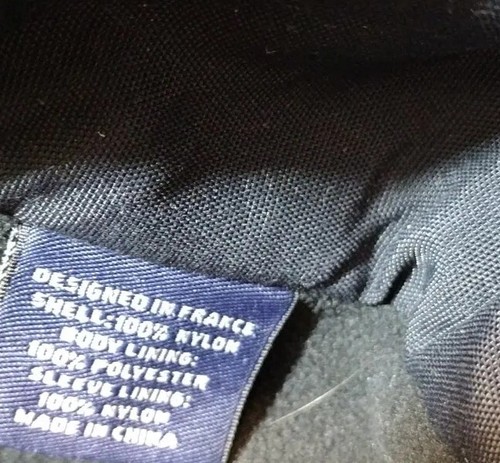 DESIGNED IN FRANCE
SHELL:100% NYLON
BODY LINING:
100% POLYESTER
SLEEVE LINING:
100% NYLON
MADE IN CHINA